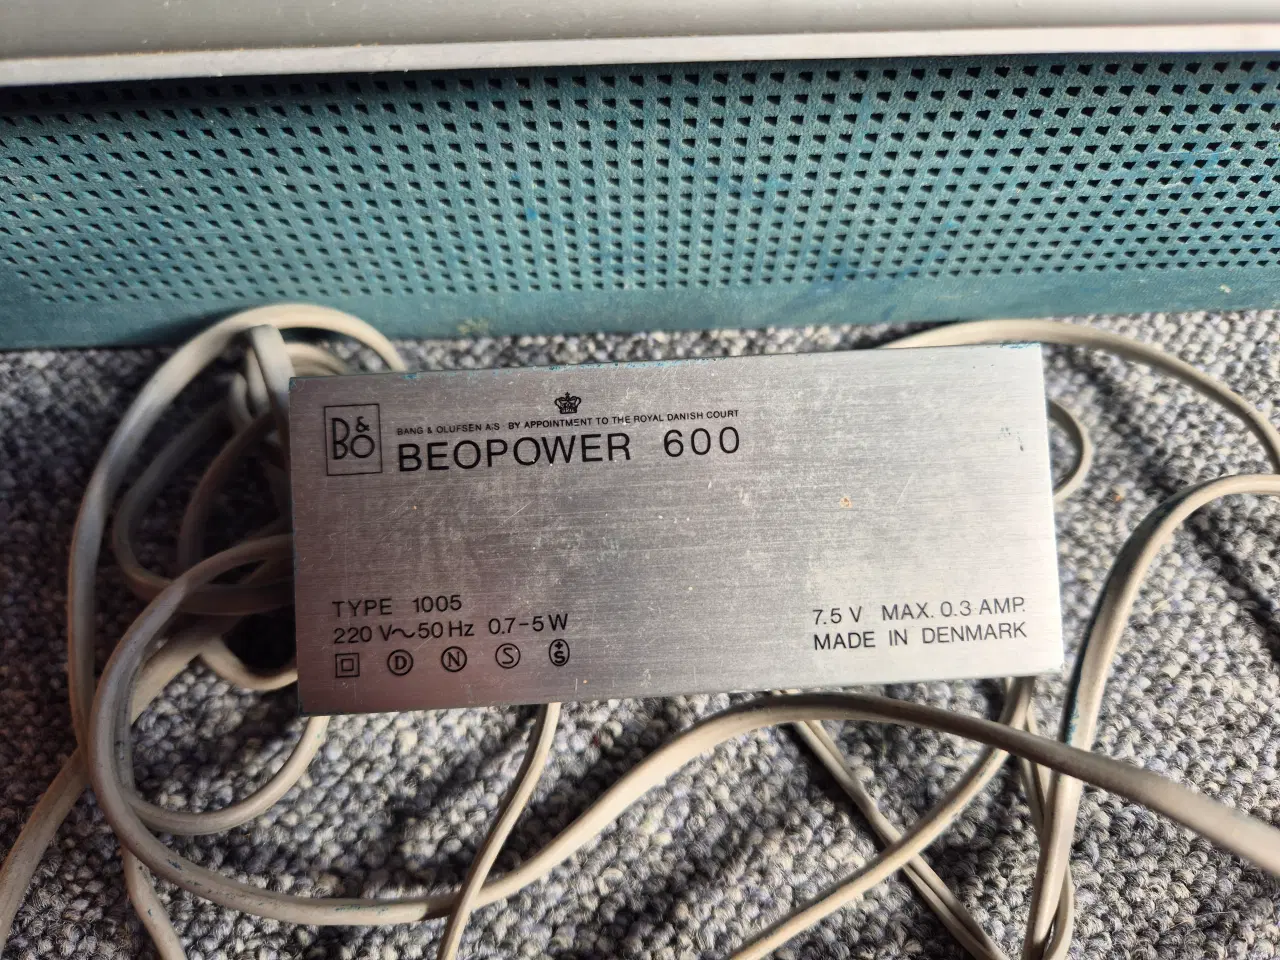 B&O
BANG & OLUFSEN A.S BY APPOINTMENT TO THE ROYAL DANISH COURT
BEOPOWER 600
TYPE 1005
220 V~50 Hz 0.7-5 W
D N S +S
7.5 V MAX. 0.3 AMP.
MADE IN DENMARK